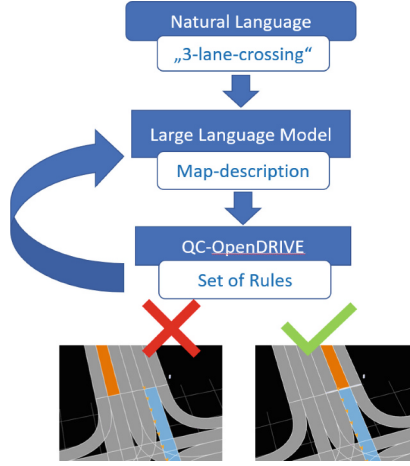 Natural Language
„3-lane-crossing“
Large Language Model
Map-description
QC-OpenDRIVE
Set of Rules